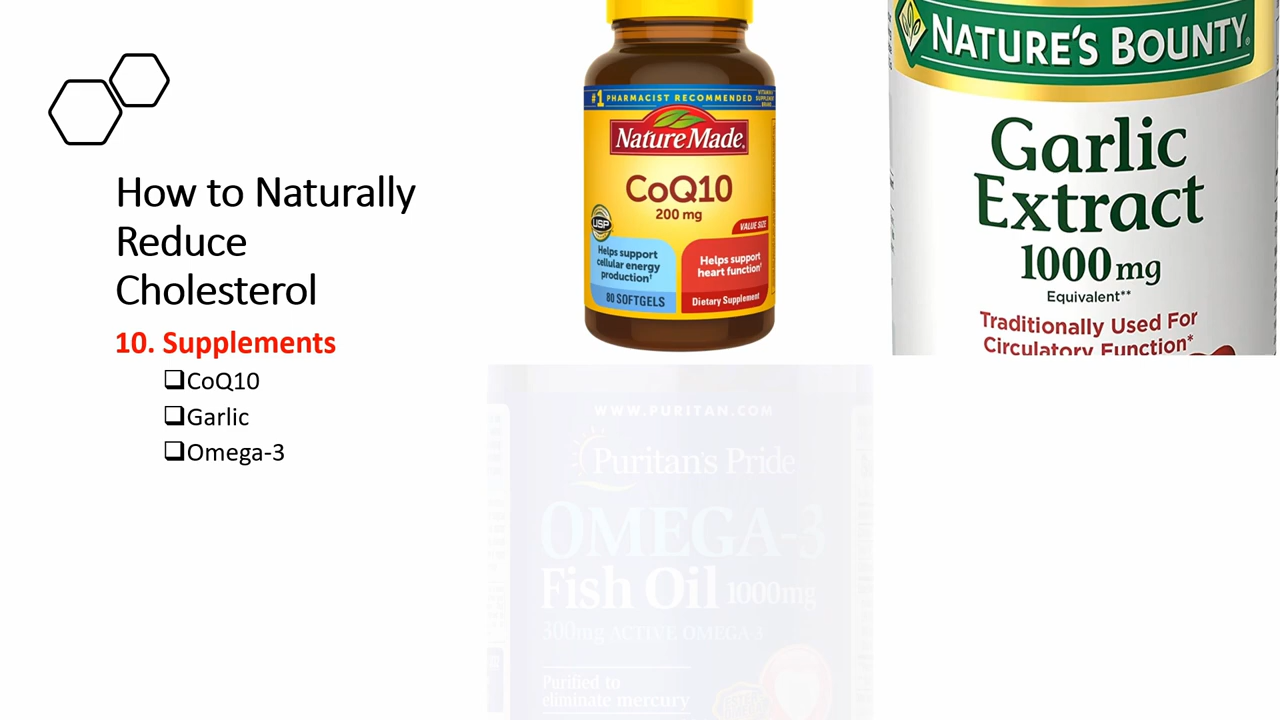 How to Naturally
Reduce
Cholesterol
10. Supplements
CoQ10
Garlic
Omega-3
#1 PHARMACIST RECOMMENDED
Nature Made®
CoQ10
200 mg
USP
VALUE SIZE
Helps support
cellular energy
production†
Helps support
heart function†
80 SOFTGELS
Dietary Supplement
NATURE'S BOUNTY®
Garlic
Extract
1000 mg
Equivalent**
Traditionally Used For
Circulatory Function*
WWW.PURITAN.COM
Puritan's Pride
OMEGA-3
Fish Oil 1000mg
300mg ACTIVE OMEGA-3
Purified to
eliminate mercury